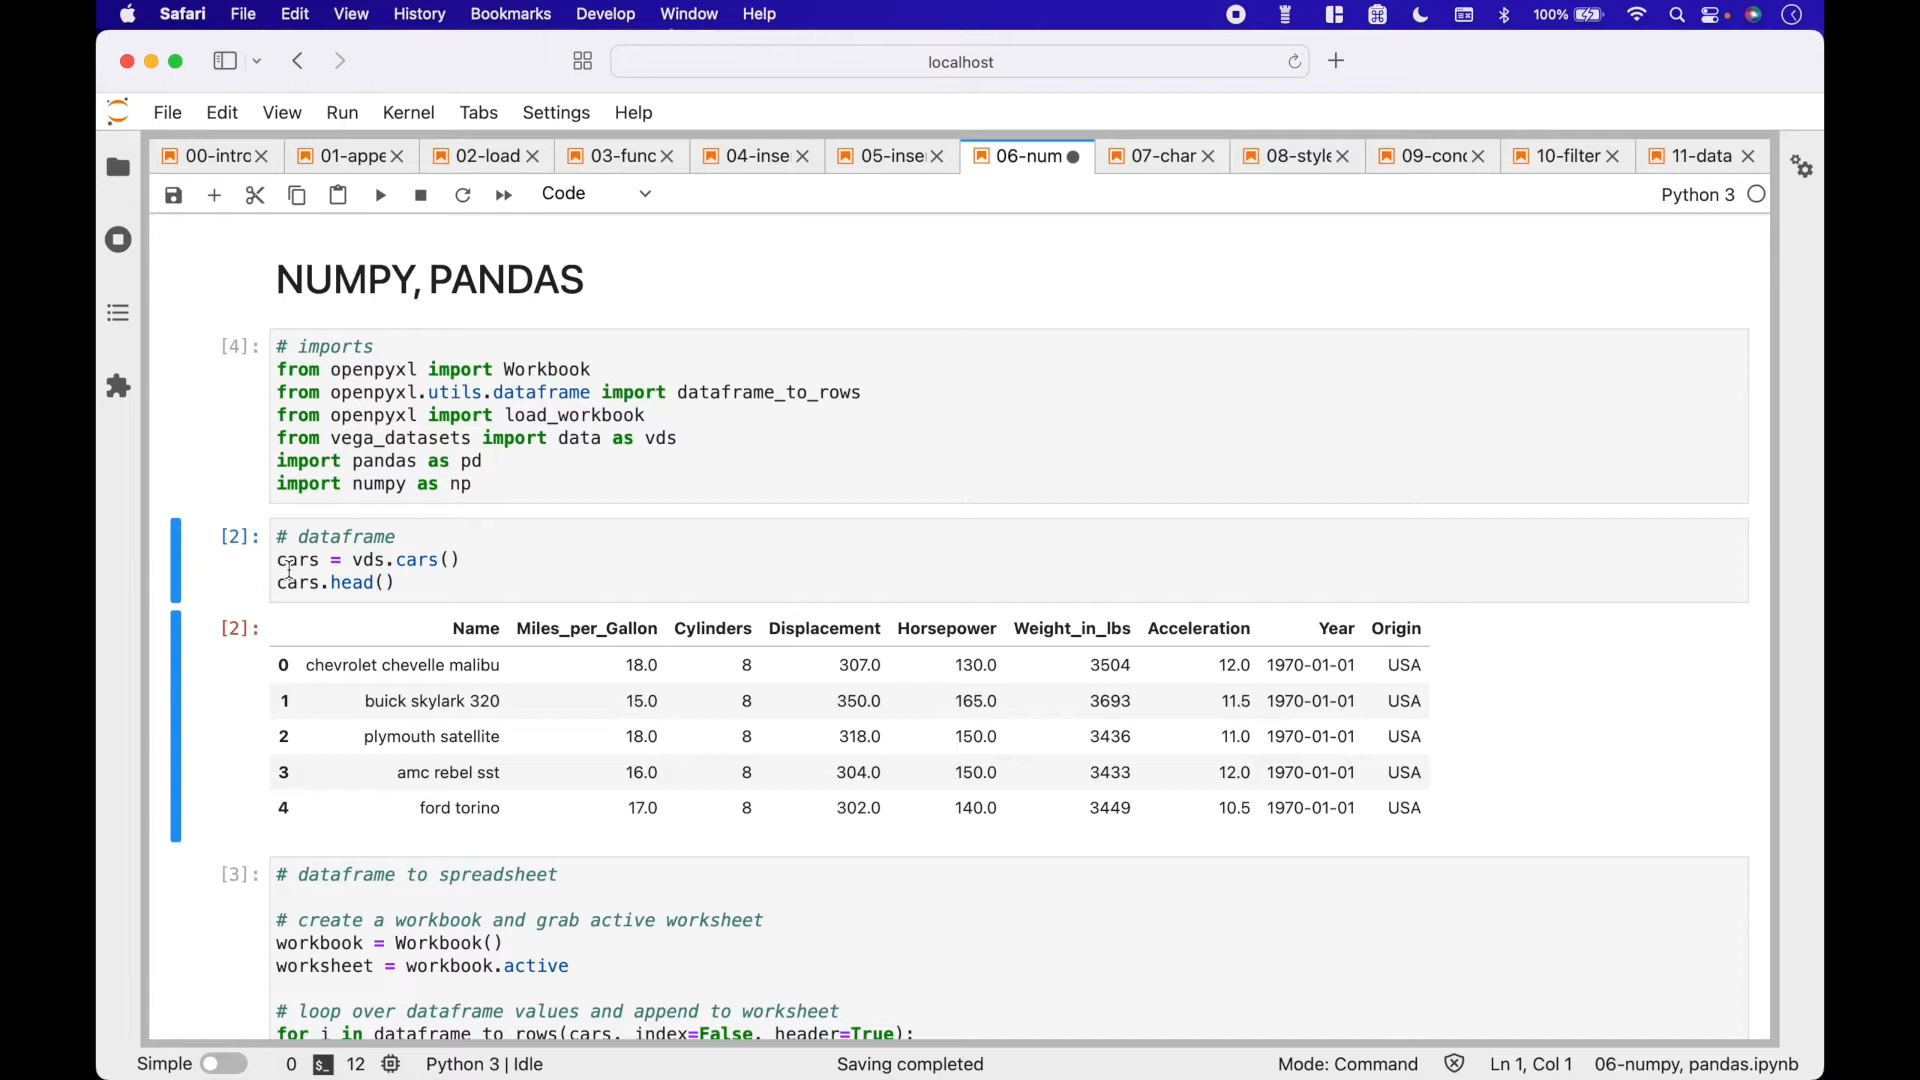 Safari File Edit View History Bookmarks Develop Window Help 100%
localhost
File Edit View Run Kernel Tabs Settings Help
00-intro 01-appe 02-load 03-func 04-inse 05-inse 06-num 07-char 08-style 09-conc 10-filter 11-data
Code Python 3
NUMPY, PANDAS
[4]: # imports
from openpyxl import Workbook
from openpyxl.utils.dataframe import dataframe_to_rows
from openpyxl import load_workbook
from vega_datasets import data as vds
import pandas as pd
import numpy as np
[2]: # dataframe
cars = vds.cars()
cars.head()
[2]: Name Miles_per_Gallon Cylinders Displacement Horsepower Weight_in_lbs Acceleration Year Origin
0 chevrolet chevelle malibu 18.0 8 307.0 130.0 3504 12.0 1970-01-01 USA
1 buick skylark 320 15.0 8 350.0 165.0 3693 11.5 1970-01-01 USA
2 plymouth satellite 18.0 8 318.0 150.0 3436 11.0 1970-01-01 USA
3 amc rebel sst 16.0 8 304.0 150.0 3433 12.0 1970-01-01 USA
4 ford torino 17.0 8 302.0 140.0 3449 10.5 1970-01-01 USA
[3]: # dataframe to spreadsheet
# create a workbook and grab active worksheet
workbook = Workbook()
worksheet = workbook.active
# loop over dataframe values and append to worksheet
for i in dataframe_to_rows(cars, index=False, header=True):
Simple 0 $_ 12 Python 3 | Idle Saving completed Mode: Command Ln 1, Col 1 06-numpy, pandas.ipynb